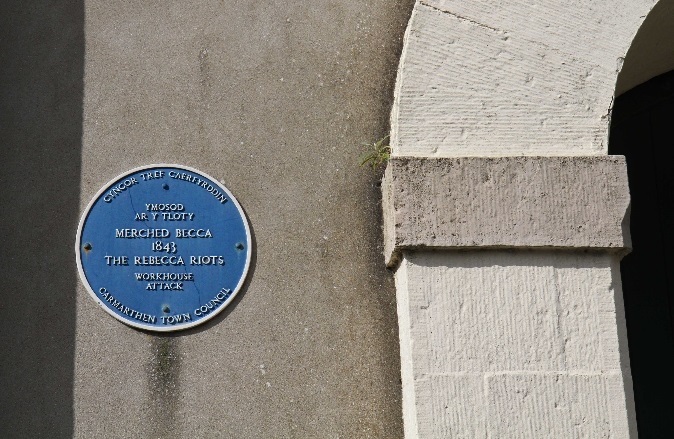 CYNGOR TREF CAERFYRDDIN
YMOSOD
AR Y TLOTY
MERCHED BECCA
1843
THE REBECCA RIOTS
WORKHOUSE
ATTACK
CARMARTHEN TOWN COUNCIL